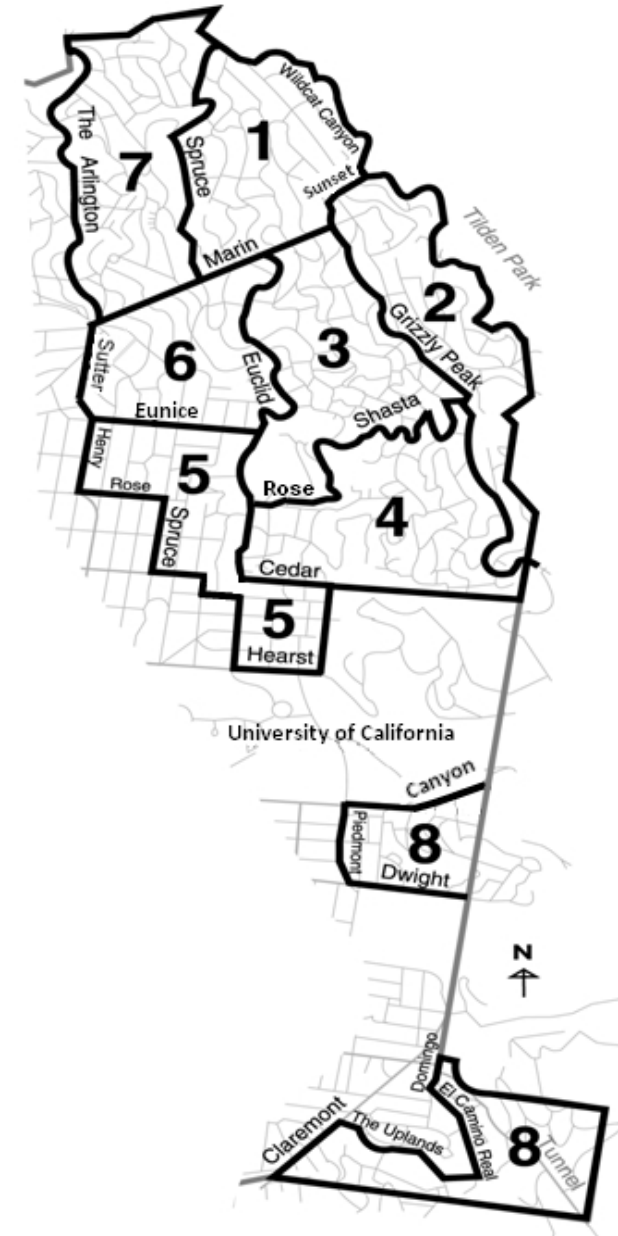 Wildcat Canyon
The Arlington
7
Spruce
1
Sunset
Tilden Park
Marin
2
Grizzly Peak
Sutter
6
Euclid
3
Eunice
Shasta
Henry
Rose
5
Spruce
Rose
4
Cedar
5
Hearst
University of California
Canyon
Piedmont
8
Dwight
N
Domingo
El Camino Real
Claremont
The Uplands
8
Tunnel